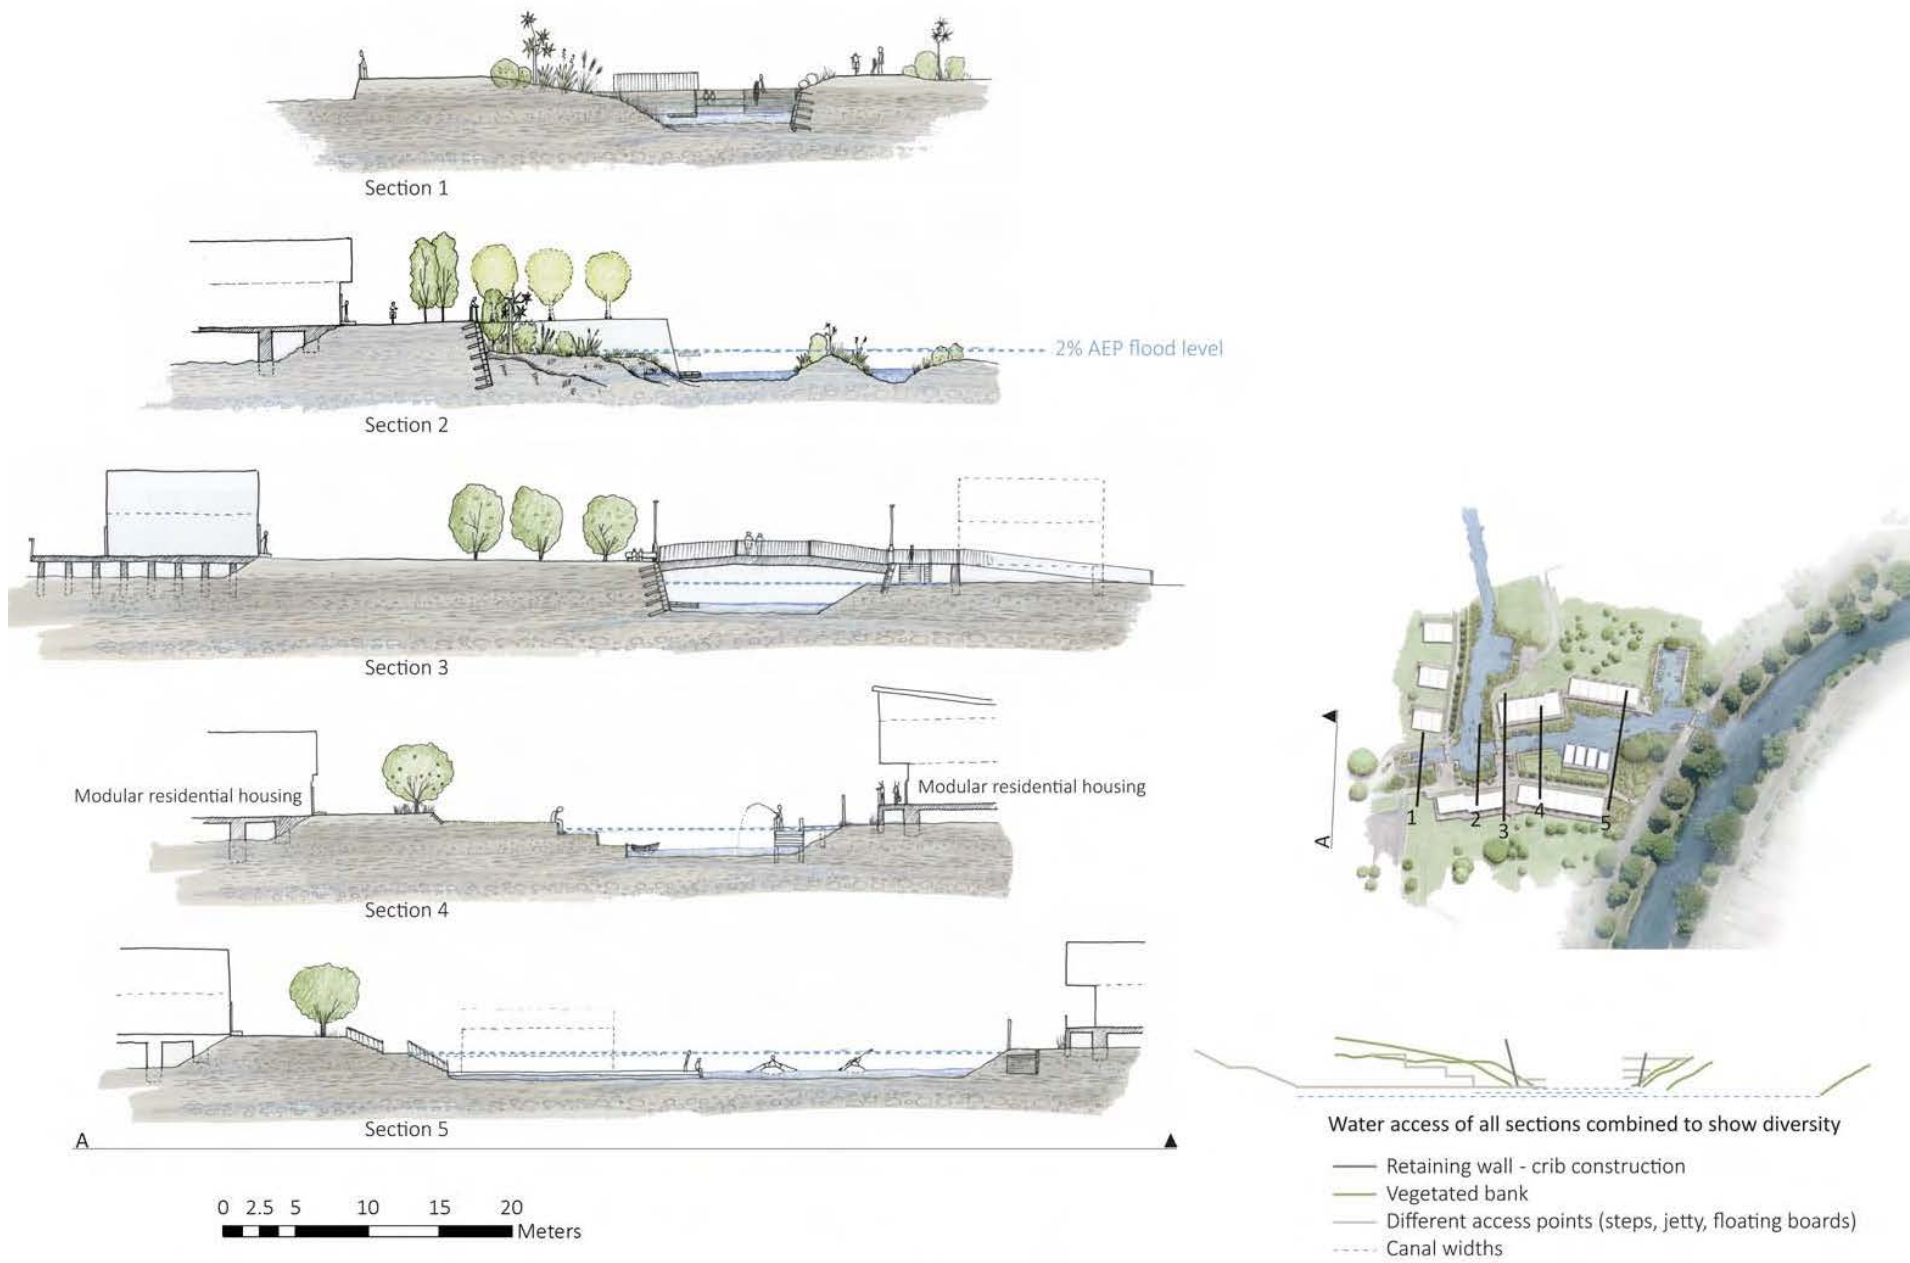 Section 1
2% AEP flood level
Section 2
Section 3
Modular residential housing
Modular residential housing
Section 4
Section 5
A
0 2.5 5 10 15 20
Meters
A
1
2
3
4
5
Water access of all sections combined to show diversity
Retaining wall - crib construction
Vegetated bank
Different access points (steps, jetty, floating boards)
Canal widths